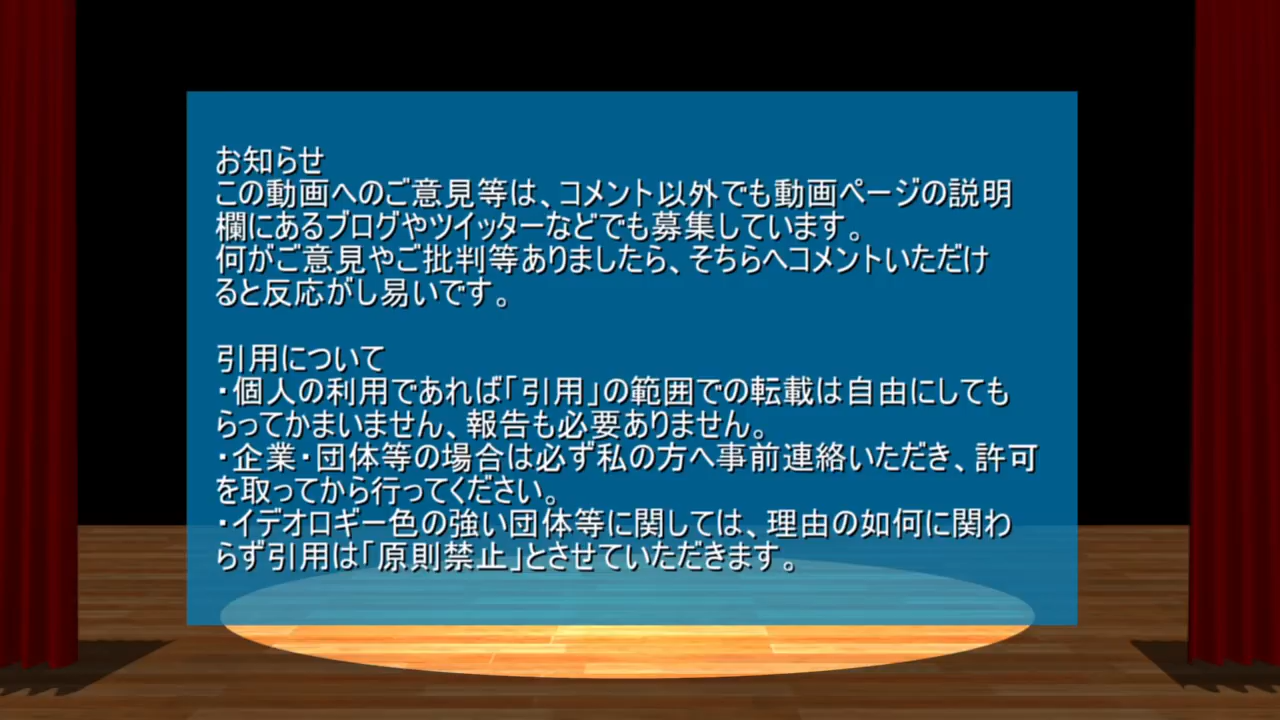 お知らせ
この動画へのご意見等は、コメント以外でも動画ページの説明
欄にあるブログやツイッターなどでも募集しています。
何がご意見やご批判等ありましたら、そちらへコメントいただけ
ると反応がし易いです。
引用について
・個人の利用であれば「引用」の範囲での転載は自由にしても
らってかまいません、報告も必要ありません。
・企業・団体等の場合は必ず私の方へ事前連絡いただき、許可
を取ってから行ってください。
・イデオロギー色の強い団体等に関しては、理由の如何に関わ
らず引用は「原則禁止」とさせていただきます。